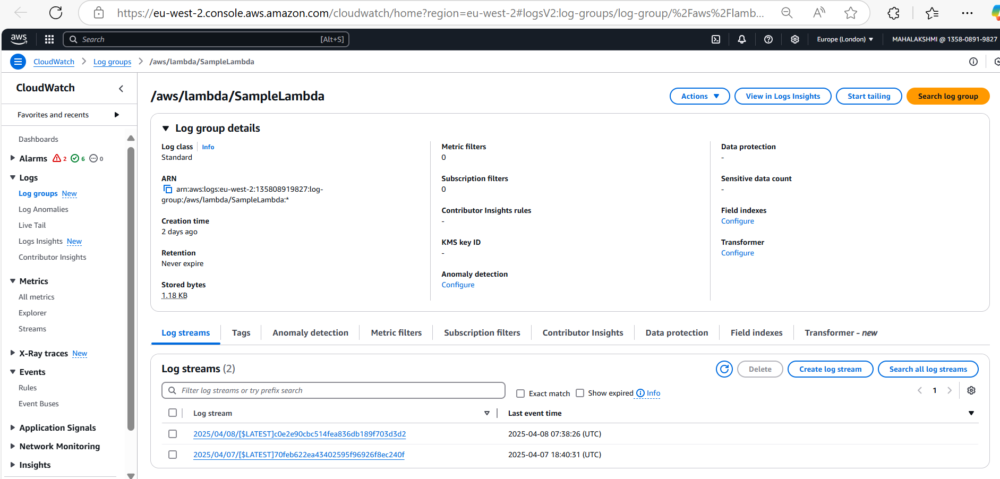 https://eu-west-2.console.aws.amazon.com/cloudwatch/home?region=eu-west-2#logsV2:log-groups/log-group/%2Faws%2Flamb...
aws
Search
[Alt+S]
Europe (London)
MAHALAKSHMI @ 1358-0891-9827
CloudWatch
Log groups
/aws/lambda/SampleLambda
CloudWatch
Favorites and recents
Dashboards
Alarms 2 6 0
Logs
Log groups New
Log Anomalies
Live Tail
Logs Insights New
Contributor Insights
Metrics
All metrics
Explorer
Streams
X-Ray traces New
Events
Rules
Event Buses
Application Signals
Network Monitoring
Insights
/aws/lambda/SampleLambda
Actions
View in Logs Insights
Start tailing
Search log group
Log group details
Log class Info
Standard
ARN
arn:aws:logs:eu-west-2:135808919827:log-
group:/aws/lambda/SampleLambda:*
Creation time
2 days ago
Retention
Never expire
Stored bytes
1.18 KB
Metric filters
0
Subscription filters
0
Contributor Insights rules
-
KMS key ID
-
Anomaly detection
Configure
Data protection
-
Sensitive data count
-
Field indexes
Configure
Transformer
Configure
Log streams
Tags
Anomaly detection
Metric filters
Subscription filters
Contributor Insights
Data protection
Field indexes
Transformer - new
Log streams (2)
Delete
Create log stream
Search all log streams
Filter log streams or try prefix search
Exact match
Show expired Info
1
Log stream
Last event time
2025/04/08/[$LATEST]c0e2e90cbc514fea836db189f703d3d2
2025-04-08 07:38:26 (UTC)
2025/04/07/[$LATEST]70feb622ea43402595f96926f8ec240f
2025-04-07 18:40:31 (UTC)